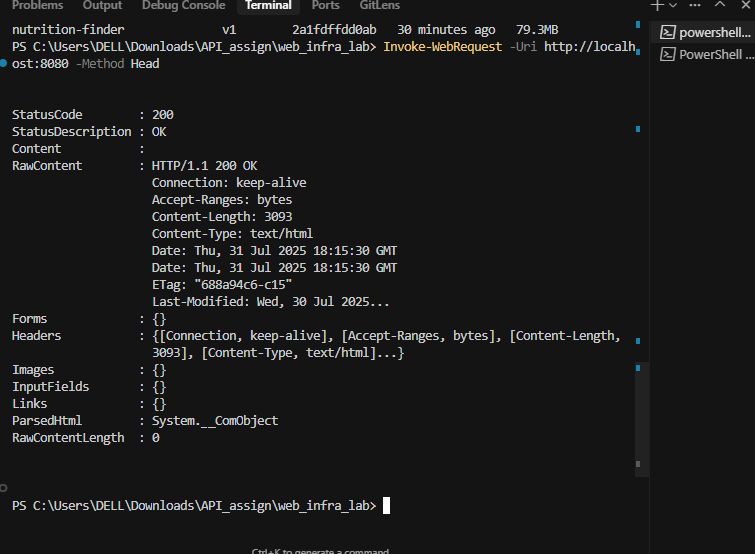 Problems Output Debug Console Terminal Ports GitLens
nutrition-finder v1 2a1fdffdd0ab 30 minutes ago 79.3MB
PS C:\Users\DELL\Downloads\API_assign\web_infra_lab> Invoke-WebRequest -Uri http://localh
ost:8080 -Method Head
StatusCode : 200
StatusDescription : OK
Content :
RawContent : HTTP/1.1 200 OK
Connection: keep-alive
Accept-Ranges: bytes
Content-Length: 3093
Content-Type: text/html
Date: Thu, 31 Jul 2025 18:15:30 GMT
Date: Thu, 31 Jul 2025 18:15:30 GMT
ETag: "688a94c6-c15"
Last-Modified: Wed, 30 Jul 2025...
Forms : {}
Headers : {[Connection, keep-alive], [Accept-Ranges, bytes], [Content-Length,
3093], [Content-Type, text/html]...}
Images : {}
InputFields : {}
Links : {}
ParsedHtml : System.__ComObject
RawContentLength : 0
PS C:\Users\DELL\Downloads\API_assign\web_infra_lab>
powershell...
PowerShell ...
Ctrl+K to generate a command